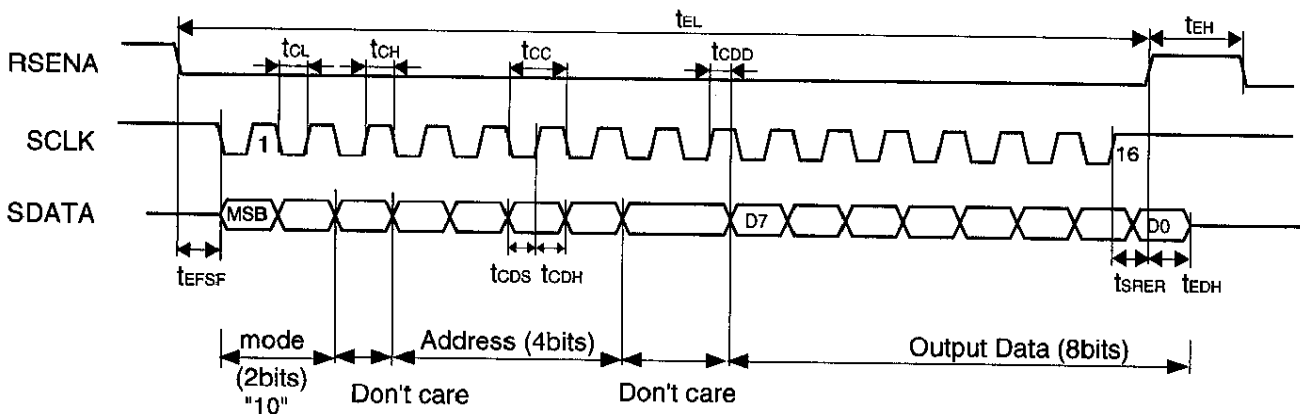 tEL
tEH
tCL
tCH
tCC
tCDD
RSENA
SCLK
1
16
SDATA
MSB
D7
D0
tEFSF
tCDS
tCDH
tSRER
tEDH
mode
(2bits)
"10"
Don't care
Address (4bits)
Don't care
Output Data (8bits)